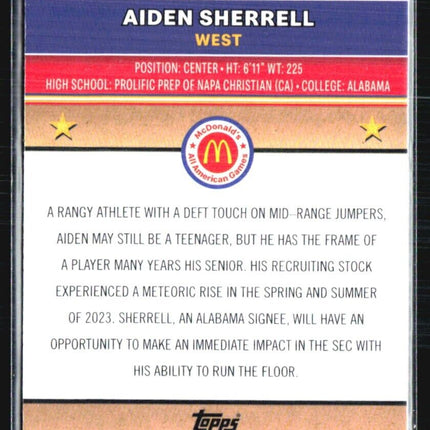 AIDEN SHERRELL
WEST
POSITION: CENTER • HT: 6'11" WT: 225
HIGH SCHOOL: PROLIFIC PREP OF NAPA CHRISTIAN (CA) • COLLEGE: ALABAMA
McDonald's
All American Games
A RANGY ATHLETE WITH A DEFT TOUCH ON MID-RANGE JUMPERS,
AIDEN MAY STILL BE A TEENAGER, BUT HE HAS THE FRAME OF
A PLAYER MANY YEARS HIS SENIOR. HIS RECRUITING STOCK
EXPERIENCED A METEORIC RISE IN THE SPRING AND SUMMER
OF 2023. SHERRELL, AN ALABAMA SIGNEE, WILL HAVE AN
OPPORTUNITY TO MAKE AN IMMEDIATE IMPACT IN THE SEC WITH
HIS ABILITY TO RUN THE FLOOR.
Topps